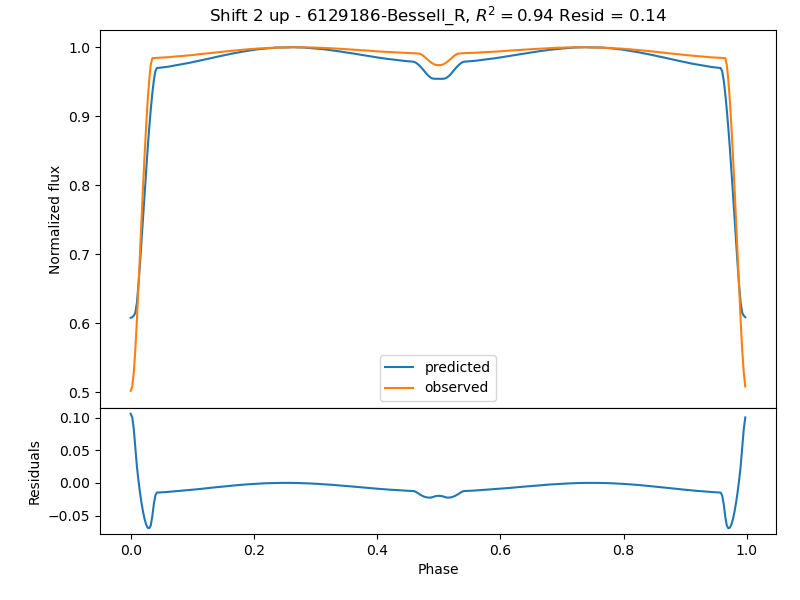 Shift 2 up - 6129186-Bessell_R, R² = 0.94 Resid = 0.14
1.0
0.9
0.8
0.7
0.6
0.5
Normalized flux
predicted
observed
0.10
0.05
0.00
−0.05
Residuals
0.0 0.2 0.4 0.6 0.8 1.0
Phase